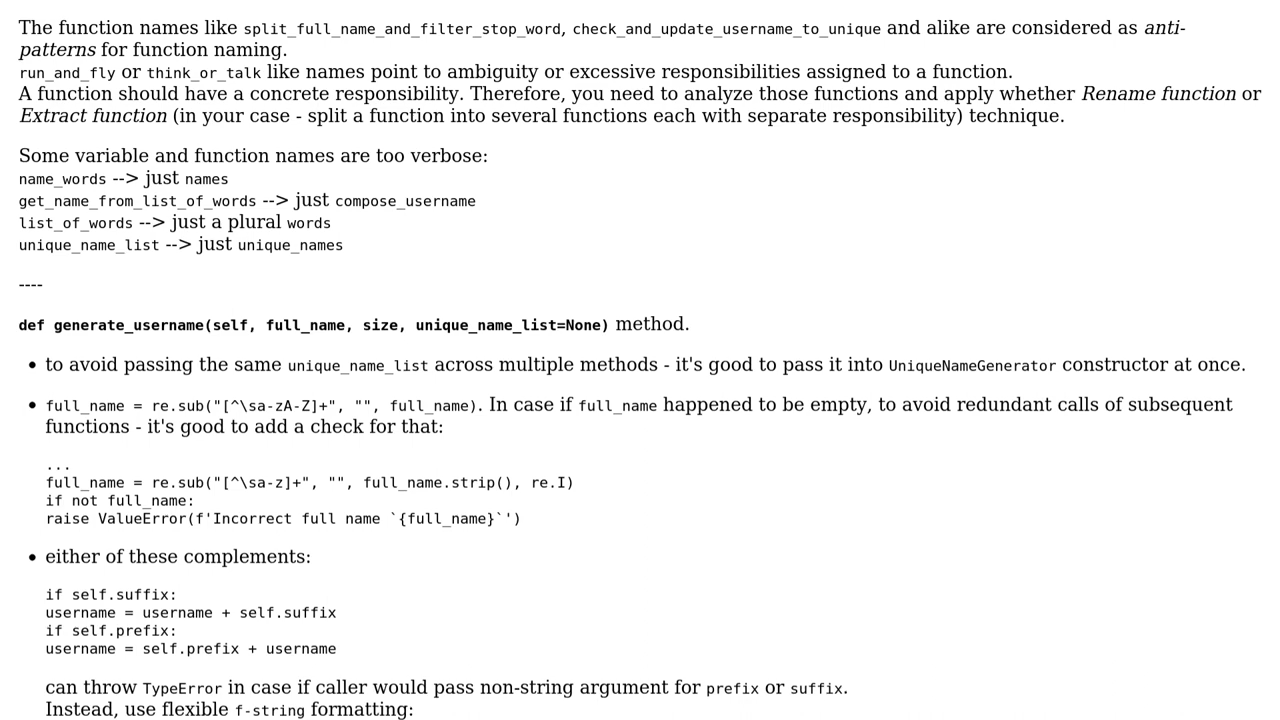 The function names like split_full_name_and_filter_stop_word, check_and_update_username_to_unique and alike are considered as anti-
patterns for function naming.
run_and_fly or think_or_talk like names point to ambiguity or excessive responsibilities assigned to a function.
A function should have a concrete responsibility. Therefore, you need to analyze those functions and apply whether Rename function or
Extract function (in your case - split a function into several functions each with separate responsibility) technique.
Some variable and function names are too verbose:
name_words --> just names
get_name_from_list_of_words --> just compose_username
list_of_words --> just a plural words
unique_name_list --> just unique_names
----
def generate_username(self, full_name, size, unique_name_list=None) method.
• to avoid passing the same unique_name_list across multiple methods - it's good to pass it into UniqueNameGenerator constructor at once.
• full_name = re.sub("[^\sa-zA-Z]+", "", full_name). In case if full_name happened to be empty, to avoid redundant calls of subsequent
functions - it's good to add a check for that:
...
full_name = re.sub("[^\sa-z]+", "", full_name.strip(), re.I)
if not full_name:
raise ValueError(f'Incorrect full name `{full_name}`')
• either of these complements:
if self.suffix:
username = username + self.suffix
if self.prefix:
username = self.prefix + username
can throw TypeError in case if caller would pass non-string argument for prefix or suffix.
Instead, use flexible f-string formatting: